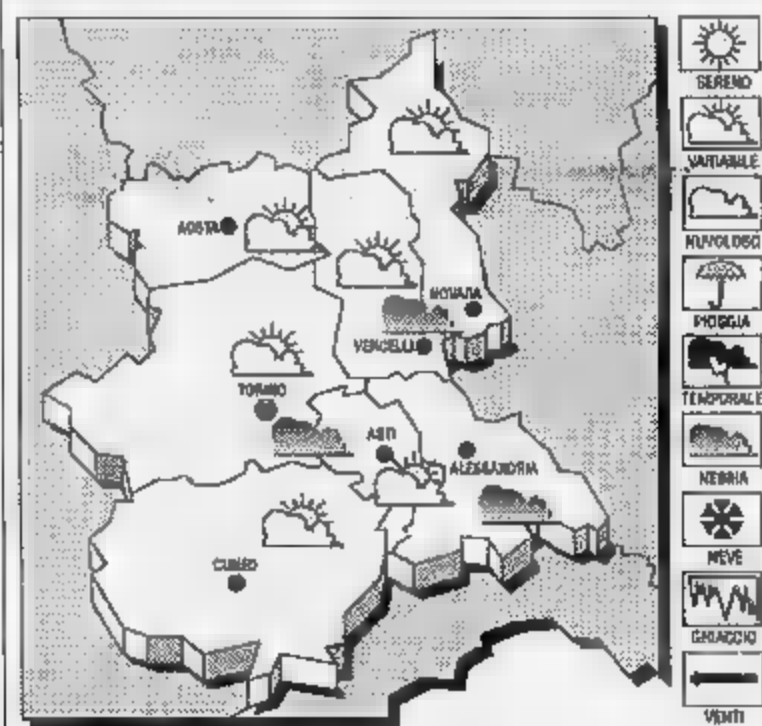 AOSTA
NOVARA
VERCELLI
TORINO
ASTI
ALESSANDRIA
CUNEO
SERENO
VARIABILE
NUVOLOSO
PIOGGIA
TEMPORALE
NEBBIA
NEVE
GHIACCIO
VENTI